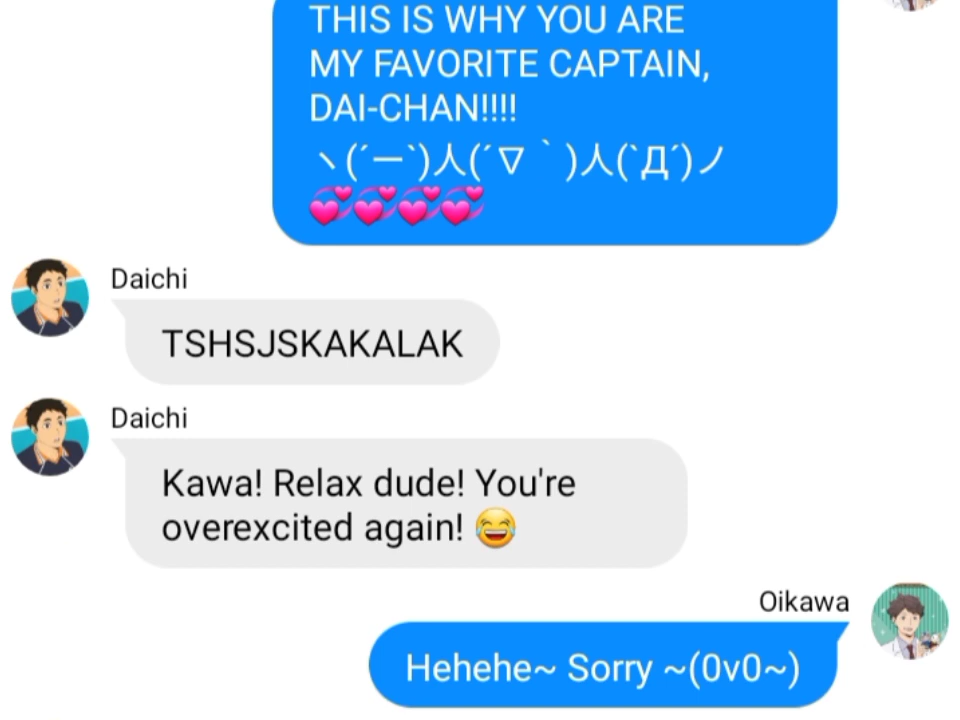 THIS IS WHY YOU ARE
MY FAVORITE CAPTAIN,
DAI-CHAN!!!!
ヽ(´ー`)人(´∇｀)人(`Д´)ノ
💞💞💞💞
Daichi
TSHSJSKAKALAK
Daichi
Kawa! Relax dude! You're
overexcited again! 😂
Oikawa
Hehehe~ Sorry ~(0v0~)